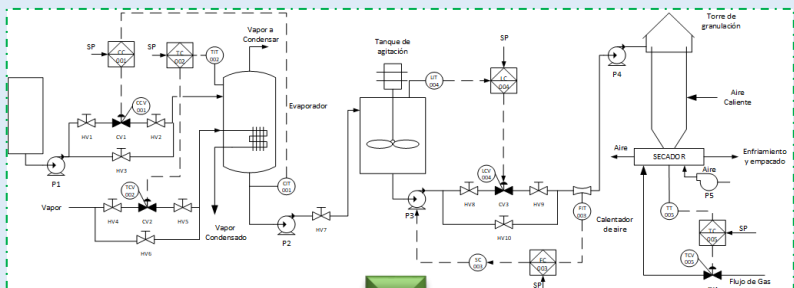 SP
CC
001
SP
TC
002
TIT
002
Vapor a
Condensar
CCV
001
HV1
CV1
HV2
HV3
P1
Evaporador
TCV
002
Vapor
HV4
CV2
HV5
HV6
Vapor
Condensado
CIT
001
P2
HV7
Tanque de
agitación
LIT
004
SP
LC
004
LCV
004
P3
HV8
CV3
HV9
HV10
FIT
003
SC
003
FC
003
SP
P4
Torre de
granulación
Aire
Caliente
Aire
SECADOR
Enfriamiento
y empacado
Aire
P5
Calentador
de aire
TT
005
TC
005
SP
TCV
005
Flujo de Gas